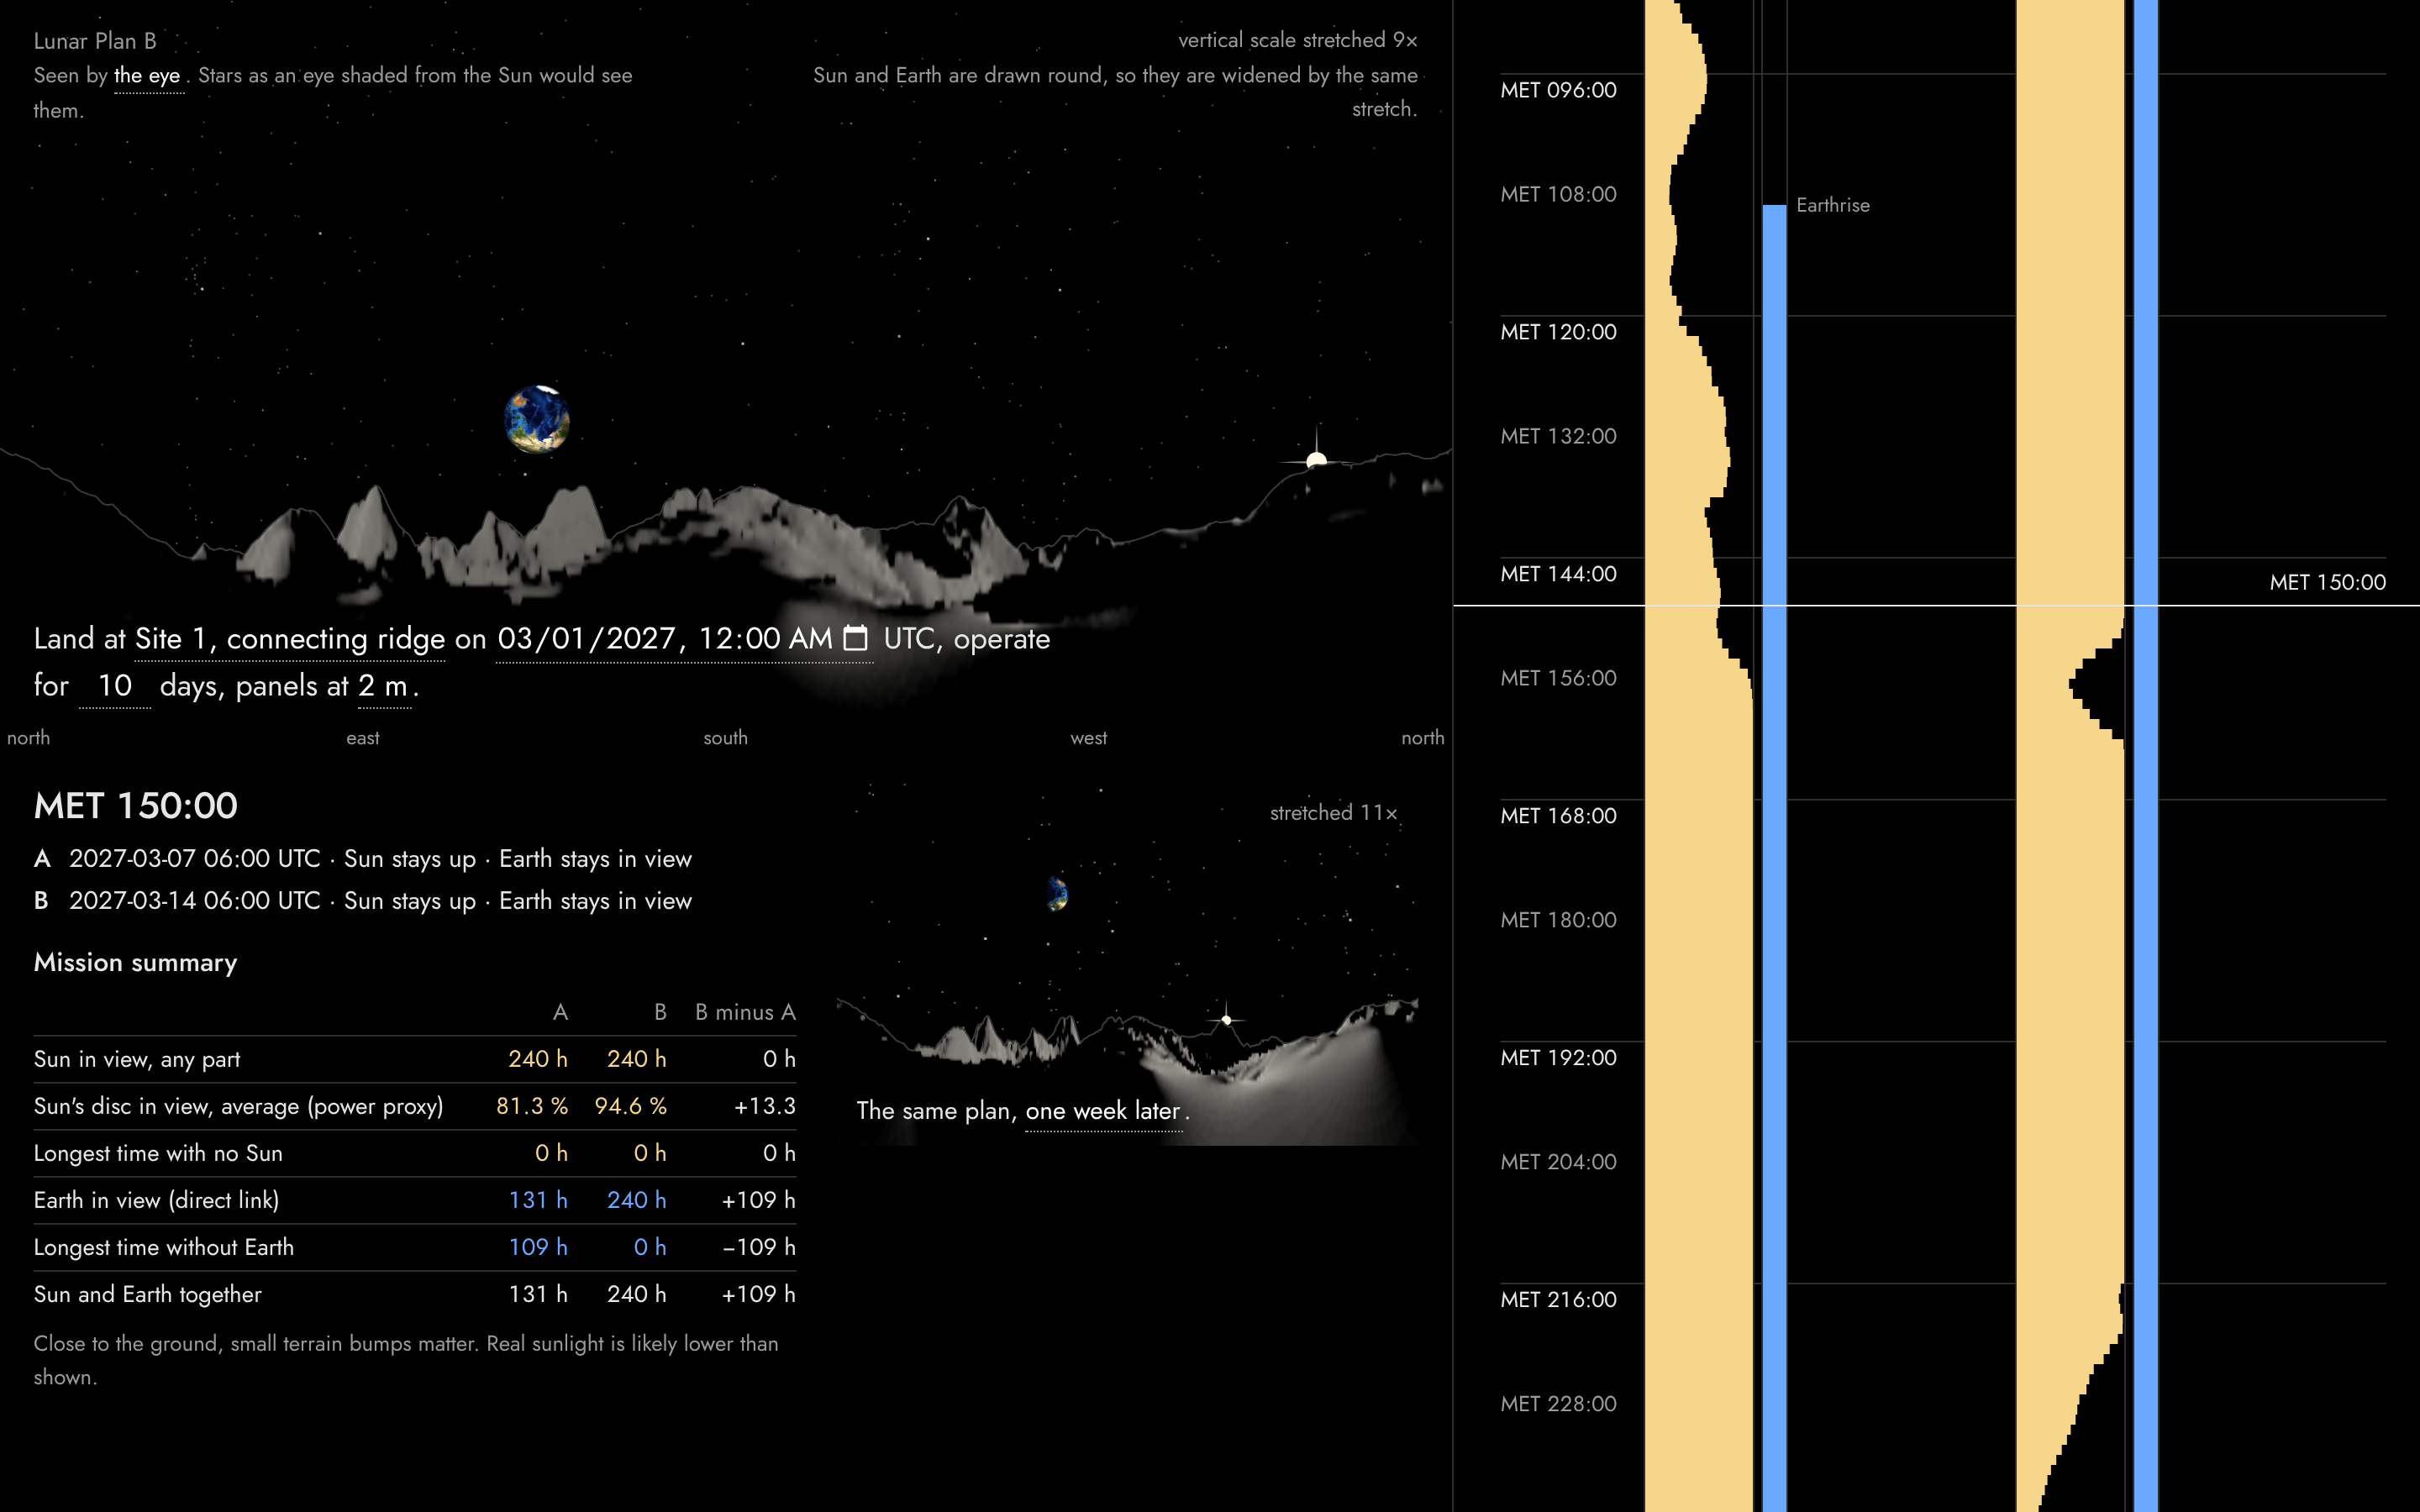 Lunar Plan B
Seen by the eye . Stars as an eye shaded from the Sun would see
them.
vertical scale stretched 9×
Sun and Earth are drawn round, so they are widened by the same
stretch.
Land at Site 1, connecting ridge on 03/01/2027, 12:00 AM UTC, operate
for 10 days, panels at 2 m .
north east south west north
MET 150:00
A 2027-03-07 06:00 UTC · Sun stays up · Earth stays in view
B 2027-03-14 06:00 UTC · Sun stays up · Earth stays in view
Mission summary
A B B minus A
Sun in view, any part 240 h 240 h 0 h
Sun's disc in view, average (power proxy) 81.3 % 94.6 % +13.3
Longest time with no Sun 0 h 0 h 0 h
Earth in view (direct link) 131 h 240 h +109 h
Longest time without Earth 109 h 0 h −109 h
Sun and Earth together 131 h 240 h +109 h
Close to the ground, small terrain bumps matter. Real sunlight is likely lower than
shown.
stretched 11×
The same plan, one week later .
MET 096:00
MET 108:00
Earthrise
MET 120:00
MET 132:00
MET 144:00
MET 150:00
MET 156:00
MET 168:00
MET 180:00
MET 192:00
MET 204:00
MET 216:00
MET 228:00